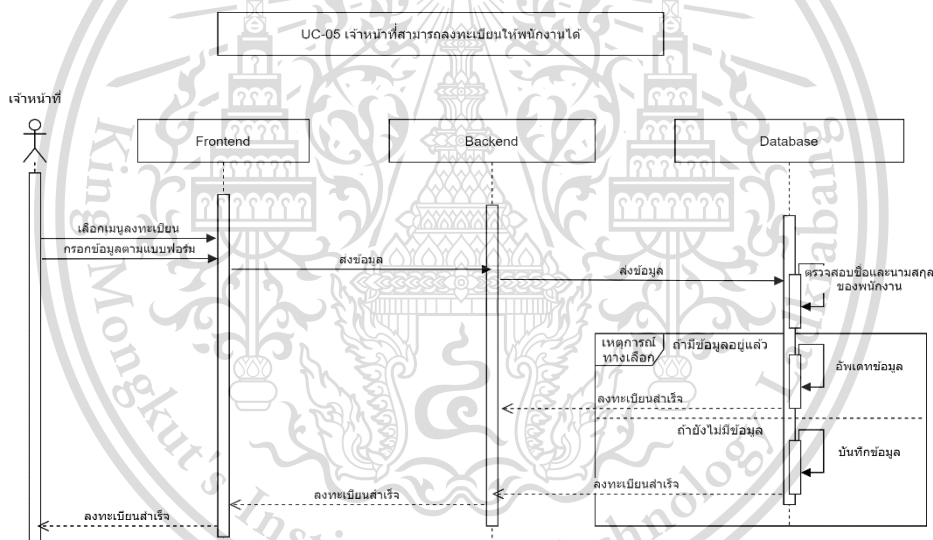 UC-05 เจ้าหน้าที่สามารถลงทะเบียนให้พนักงานได้
เจ้าหน้าที่
Frontend
Backend
Database
เลือกเมนูลงทะเบียน
กรอกข้อมูลตามแบบฟอร์ม
ส่งข้อมูล
ส่งข้อมูล
ตรวจสอบชื่อและนามสกุล
ของพนักงาน
เหตุการณ์
ทางเลือก
ถ้ามีข้อมูลอยู่แล้ว
อัพเดทข้อมูล
ลงทะเบียนสำเร็จ
ถ้ายังไม่มีข้อมูล
บันทึกข้อมูล
ลงทะเบียนสำเร็จ
ลงทะเบียนสำเร็จ
ลงทะเบียนสำเร็จ
King Mongkut's Institute of Technology Ladkrabang